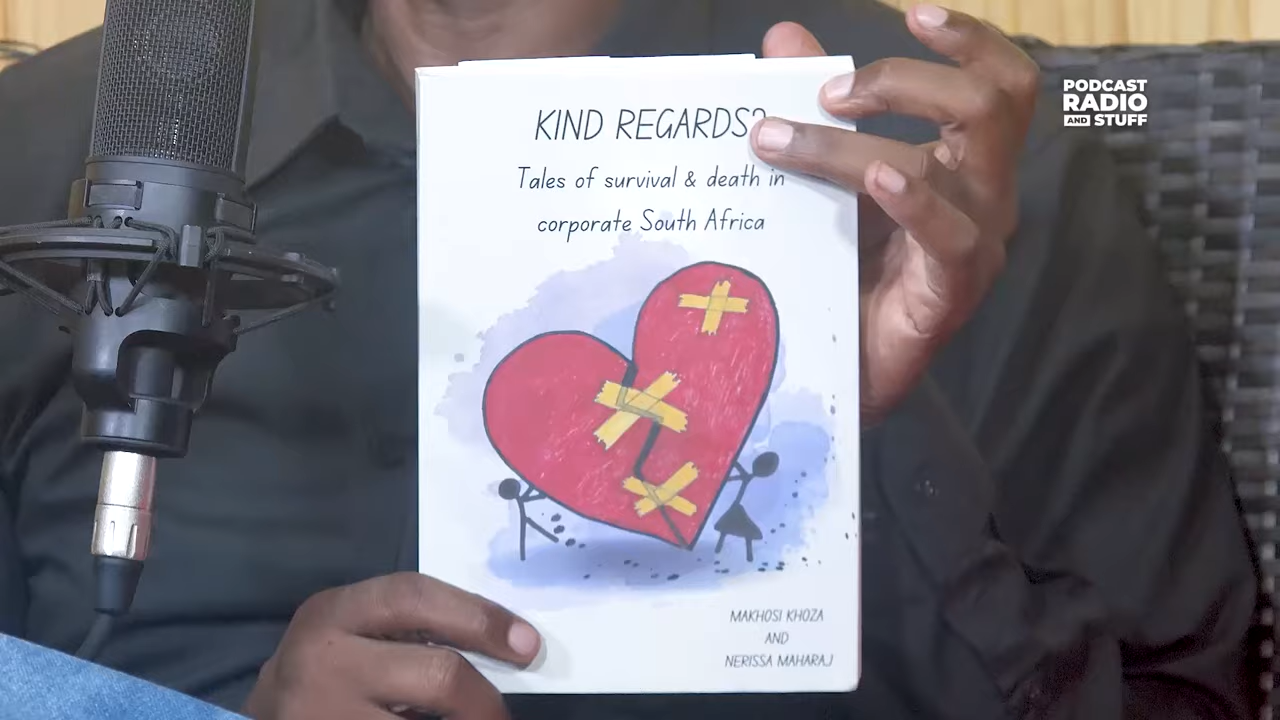 KIND REGARDS?
Tales of survival & death in
corporate South Africa
MAKHOSI KHOZA
AND
NERISSA MAHARAJ
PODCAST
RADIO
AND STUFF